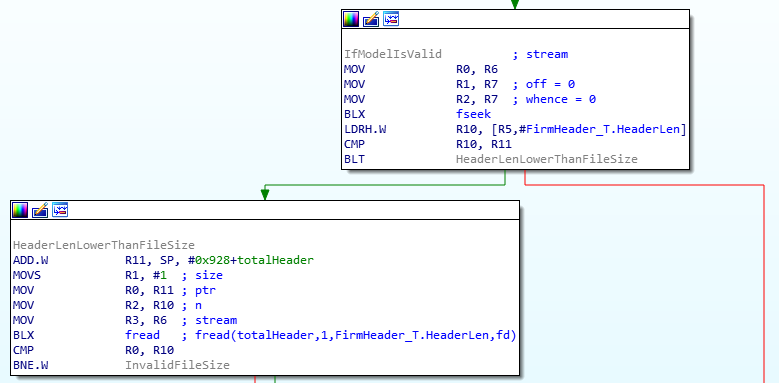 IfModelIsValid ; stream
MOV R0, R6
MOV R1, R7 ; off = 0
MOV R2, R7 ; whence = 0
BLX fseek
LDRH.W R10, [R5,#FirmHeader_T.HeaderLen]
CMP R10, R11
BLT HeaderLenLowerThanFileSize
HeaderLenLowerThanFileSize
ADD.W R11, SP, #0x928+totalHeader
MOVS R1, #1 ; size
MOV R0, R11 ; ptr
MOV R2, R10 ; n
MOV R3, R6 ; stream
BLX fread ; fread(totalHeader,1,FirmHeader_T.HeaderLen,fd)
CMP R0, R10
BNE.W InvalidFileSize